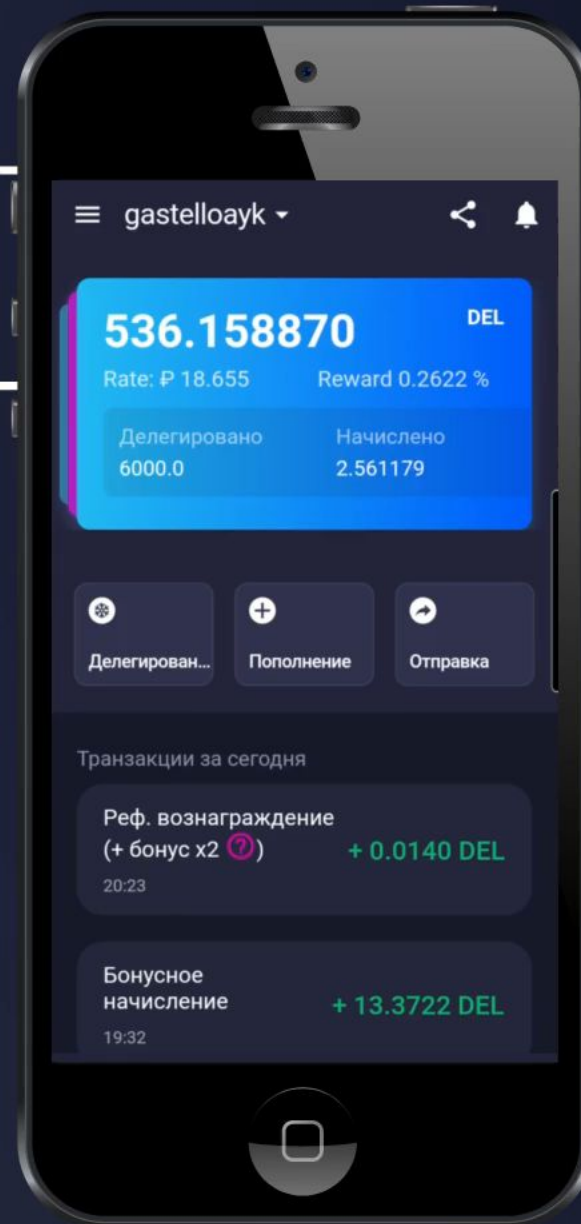 gastelloayk
536.158870 DEL
Rate: ₽ 18.655 Reward 0.2622 %
Делегировано Начислено
6000.0 2.561179
Делегирован... Пополнение Отправка
Транзакции за сегодня
Реф. вознаграждение
(+ бонус x2 ?) + 0.0140 DEL
20:23
Бонусное
начисление + 13.3722 DEL
19:32